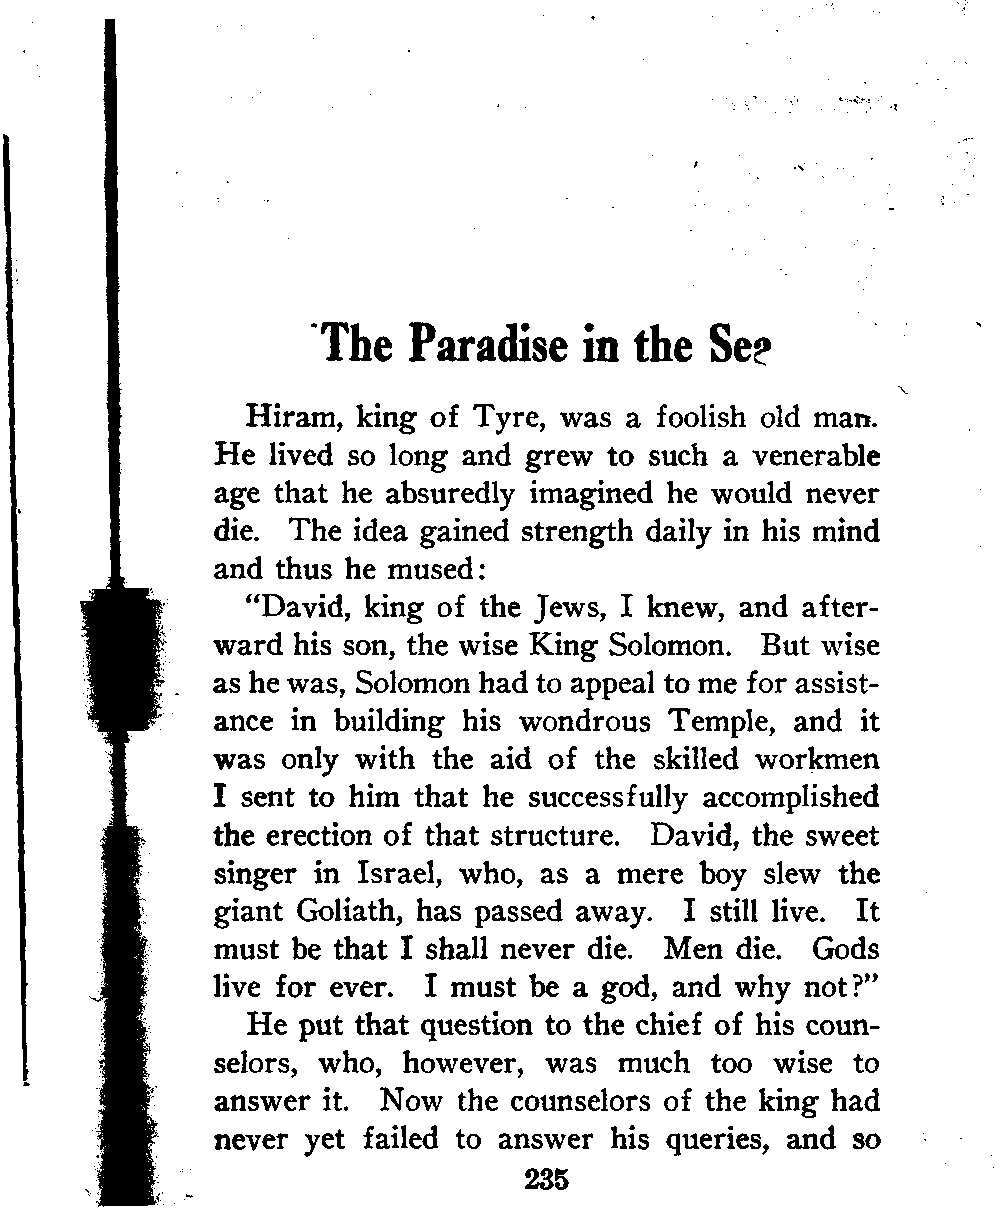 The Paradise in the Sea
Hiram, king of Tyre, was a foolish old man.
He lived so long and grew to such a venerable
age that he absuredly imagined he would never
die. The idea gained strength daily in his mind
and thus he mused:
“David, king of the Jews, I knew, and after-
ward his son, the wise King Solomon. But wise
as he was, Solomon had to appeal to me for assist-
ance in building his wondrous Temple, and it
was only with the aid of the skilled workmen
I sent to him that he successfully accomplished
the erection of that structure. David, the sweet
singer in Israel, who, as a mere boy slew the
giant Goliath, has passed away. I still live. It
must be that I shall never die. Men die. Gods
live for ever. I must be a god, and why not?”
He put that question to the chief of his coun-
selors, who, however, was much too wise to
answer it. Now the counselors of the king had
never yet failed to answer his queries, and so
235